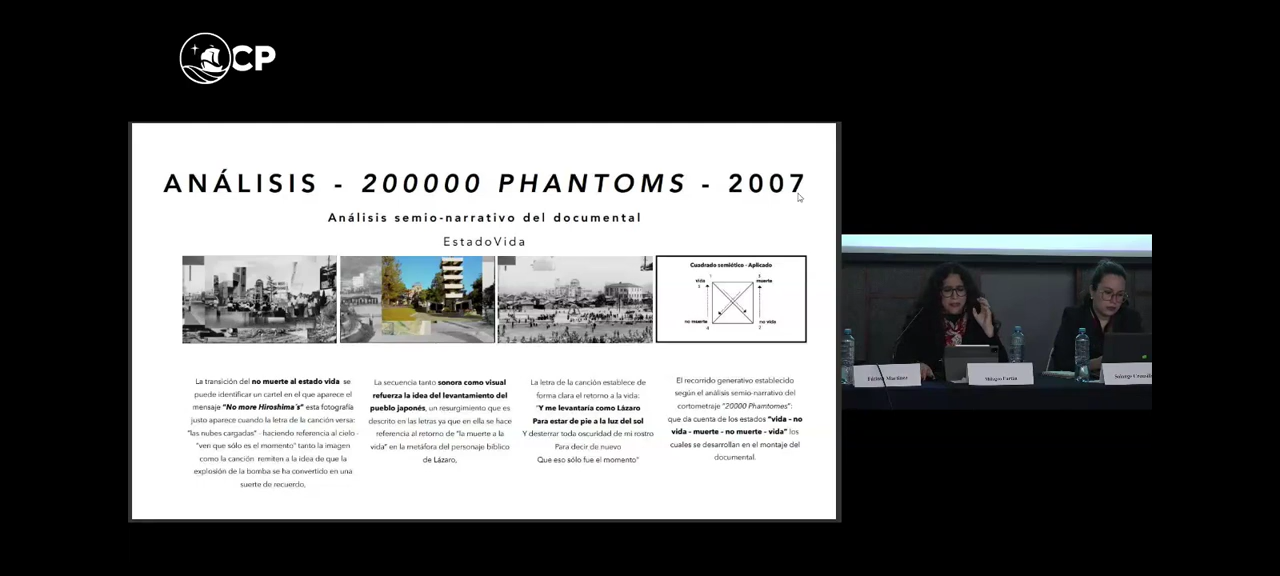 CP
ANÁLISIS - 200000 PHANTOMS - 2007
Análisis semio-narrativo del documental
EstadoVida
Cuadrado semiótico - Aplicado
vida
muerte
no muerte
no vida
La transición del no muerte al estado vida se
puede identificar un cartel en el que aparece el
mensaje "No more Hiroshima´s" esta fotografía
justo aparece cuando la letra de la canción versa:
"las nubes cargadas" - haciendo referencia al cielo -
"ven que sólo es el momento" tanto la imagen
como la canción remiten a la idea de que la
explosión de la bomba se ha convertido en una
suerte de recuerdo,
La secuencia tanto sonora como visual
refuerza la idea del levantamiento del
pueblo japonés, un resurgimiento que es
descrito en las letras ya que en ella se hace
referencia al retorno de "la muerte a la
vida" en la metáfora del personaje bíblico
de Lázaro,
La letra de la canción establece de
forma clara el retorno a la vida:
"Y me levantaría como Lázaro
Para estar de pie a la luz del sol
Y desterrar toda oscuridad de mi rostro
Para decir de nuevo
Que eso sólo fue el momento"
El recorrido generativo establecido
según el análisis semio-narrativo del
cortometraje "20000 Phantomes":
que da cuenta de los estados "vida - no
vida - muerte - no muerte - vida" los
cuales se desarrollan en el montaje del
documental.
Milagos Farfán